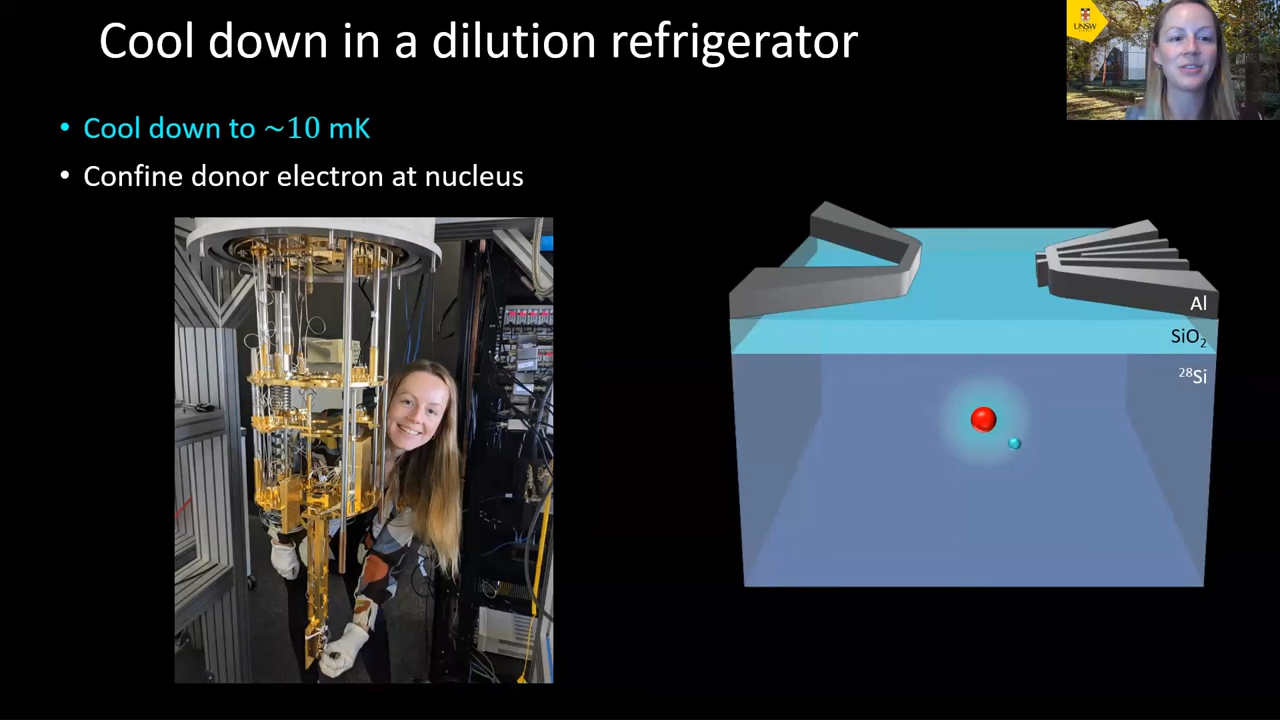 Cool down in a dilution refrigerator
UNSW
• Cool down to ~10 mK
• Confine donor electron at nucleus
Al
SiO₂
²⁸Si